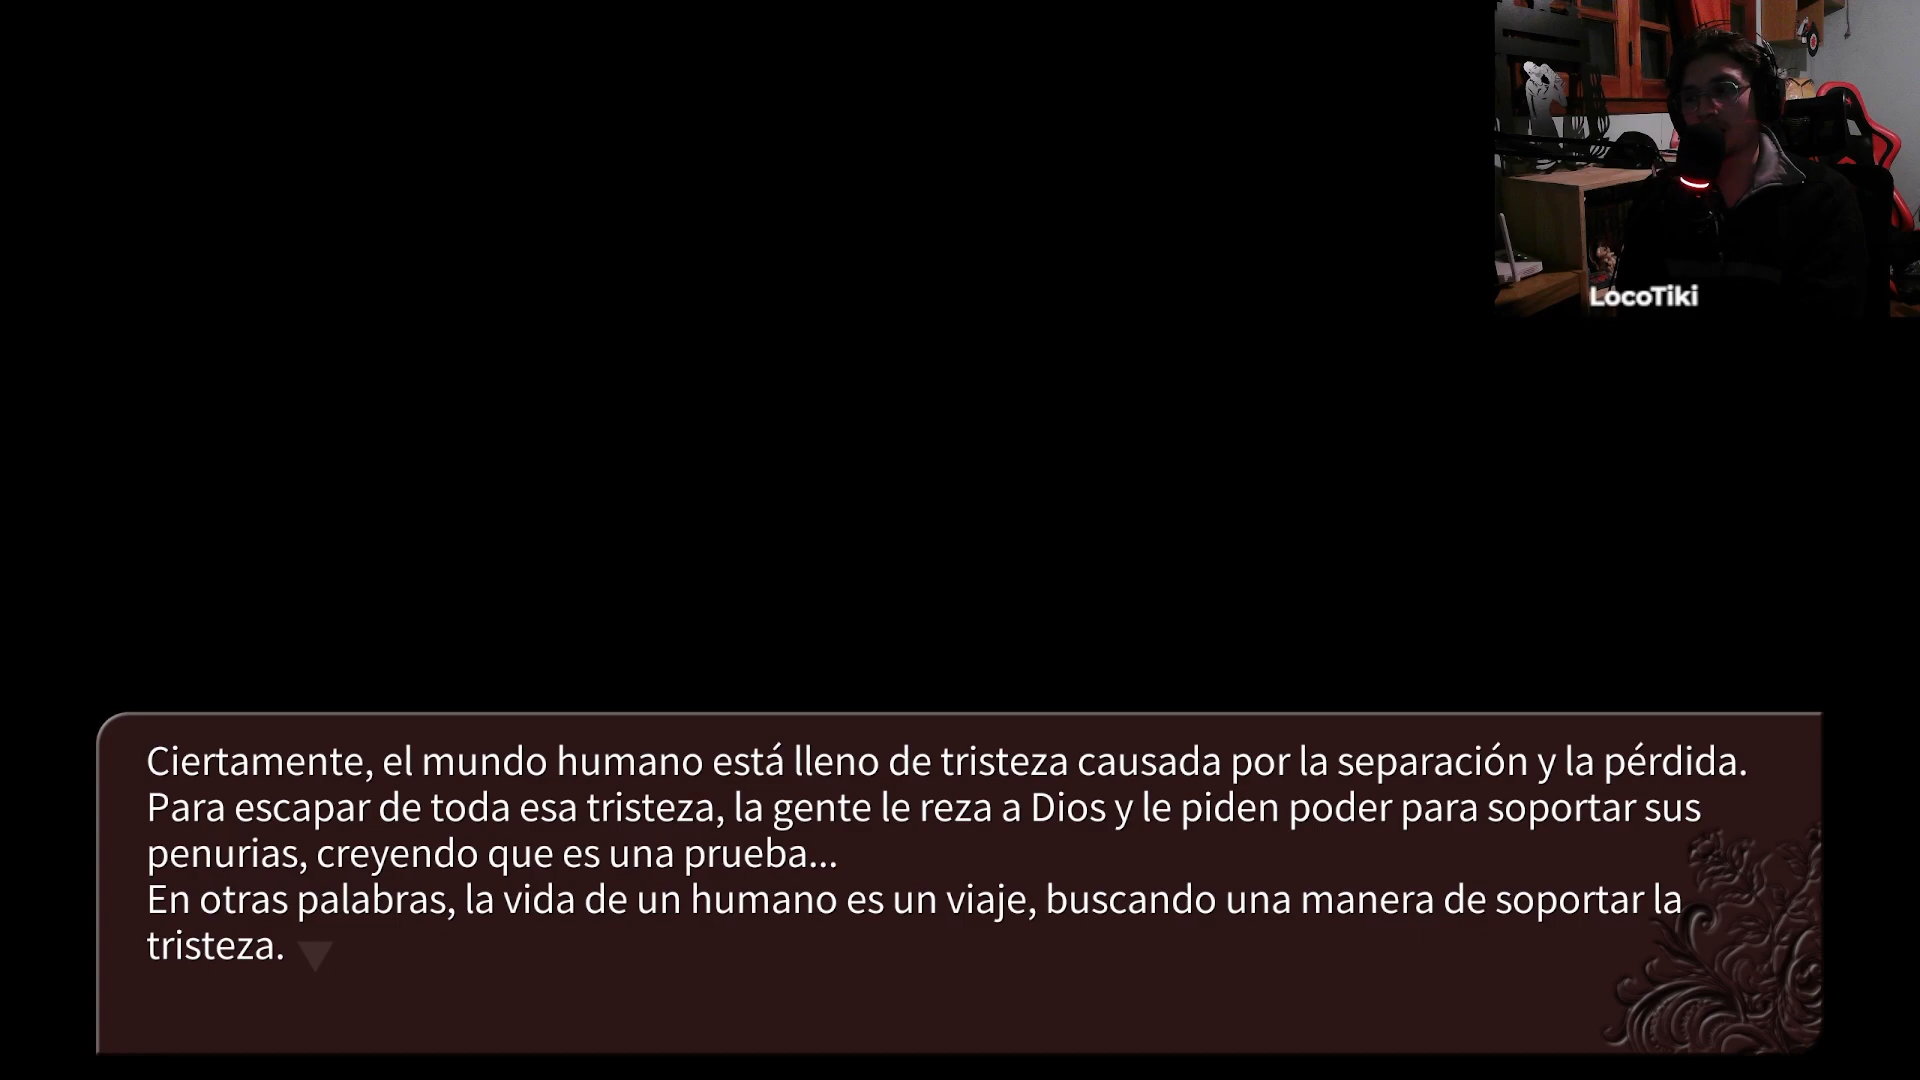 LocoTiki
Ciertamente, el mundo humano está lleno de tristeza causada por la separación y la pérdida.
Para escapar de toda esa tristeza, la gente le reza a Dios y le piden poder para soportar sus
penurias, creyendo que es una prueba...
En otras palabras, la vida de un humano es un viaje, buscando una manera de soportar la
tristeza.